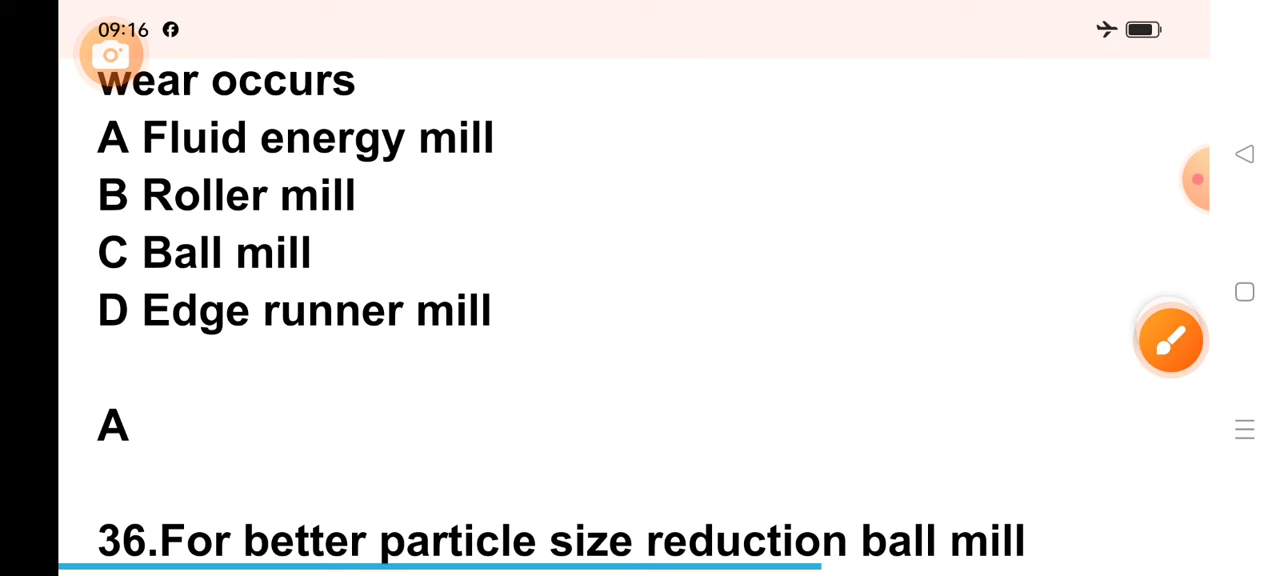 09:16
wear occurs
A Fluid energy mill
B Roller mill
C Ball mill
D Edge runner mill
A
36.For better particle size reduction ball mill